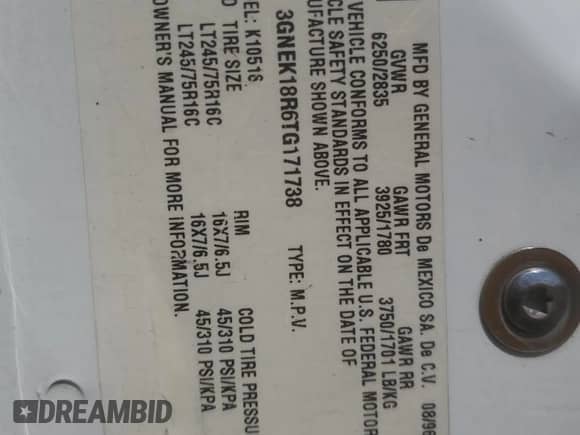 MFD BY GENERAL MOTORS De MEXICO SA. De C.V. 08/96
GVWR GAWR FRT GAWR RR
6250/2835 3925/1780 3750/1701 LB/KG
VEHICLE CONFORMS TO ALL APPLICABLE U.S. FEDERAL MOTOR
CLE SAFETY STANDARDS IN EFFECT ON THE DATE OF
UFACTURE SHOWN ABOVE.
3GNEK18R6TG171738 TYPE: M.P.V.
EL: K10516
D TIRE SIZE RIM COLD TIRE PRESSU
LT245/75R16C 16X7/6.5J 45/310 PSI/KPA
LT245/75R16C 16X7/6.5J 45/310 PSI/KPA
OWNER'S MANUAL FOR MORE INFORMATION.
DREAMBID